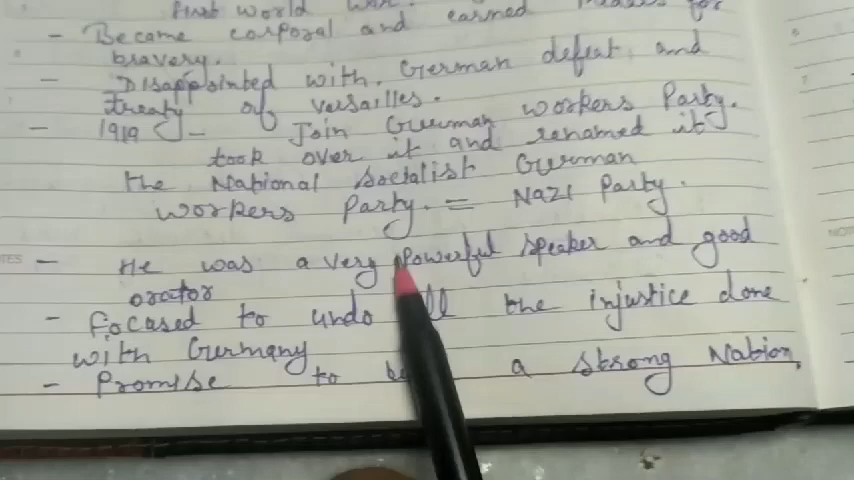 first world war.
- Became corporal and earned medals for
bravery.
- Disappointed with German defeat and
treaty of versailles.
- 1919 - Join German workers Party.
took over it and renamed it
the National Socialist German
workers Party. = NAZI Party.
- He was a very powerful speaker and good
orator
- focased to undo all the injustice done
with Germany
- Promise to be a strong Nation.